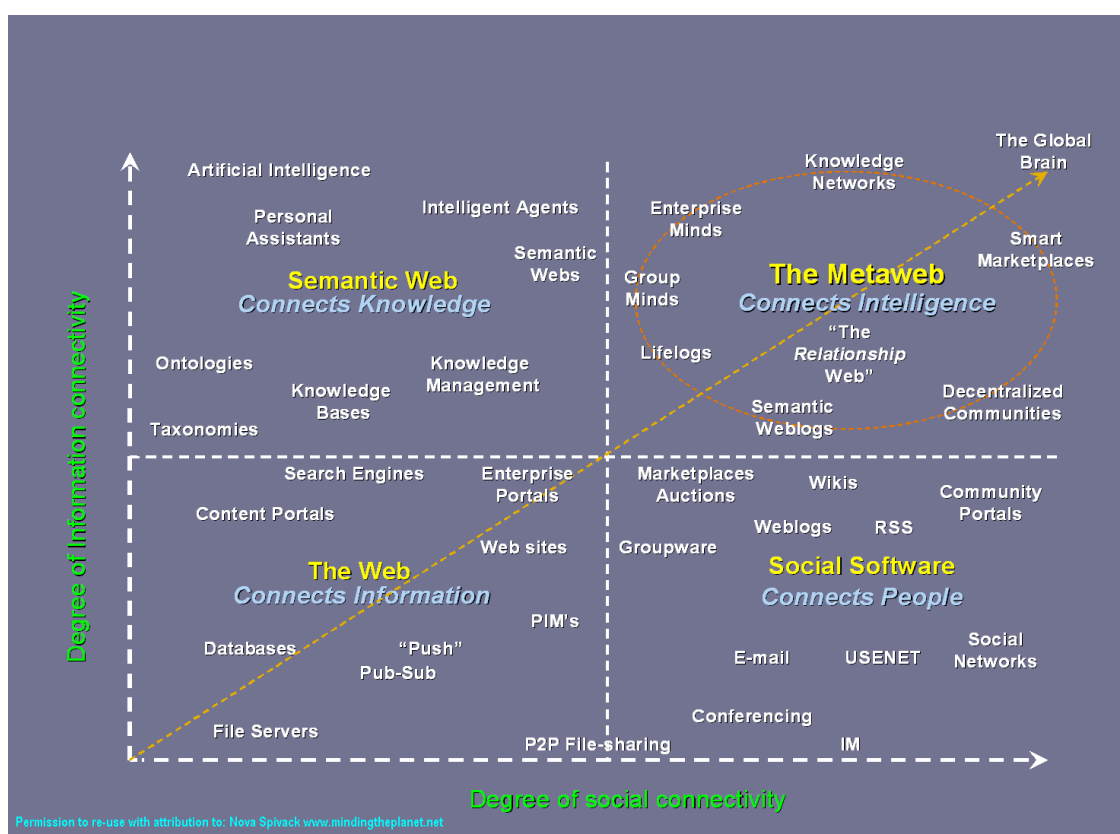 The Global
Brain
Artificial Intelligence
Knowledge
Networks
Personal
Assistants
Intelligent Agents
Enterprise
Minds
Semantic
Webs
Smart
Marketplaces
Semantic Web
Connects Knowledge
Group
Minds
The Metaweb
Connects Intelligence
“The
Relationship
Web”
Lifelogs
Ontologies
Knowledge
Bases
Knowledge
Management
Taxonomies
Semantic
Weblogs
Decentralized
Communities
Degree of Information connectivity
Search Engines
Enterprise
Portals
Content Portals
Web sites
The Web
Connects Information
PIM's
Databases
“Push”
Pub-Sub
File Servers
P2P File-sharing
Marketplaces
Auctions
Wikis
Community
Portals
Weblogs
RSS
Groupware
Social Software
Connects People
E-mail
USENET
Social
Networks
Conferencing
IM
Degree of social connectivity
Permission to re-use with attribution to: Nova Spivack www.mindingtheplanet.net